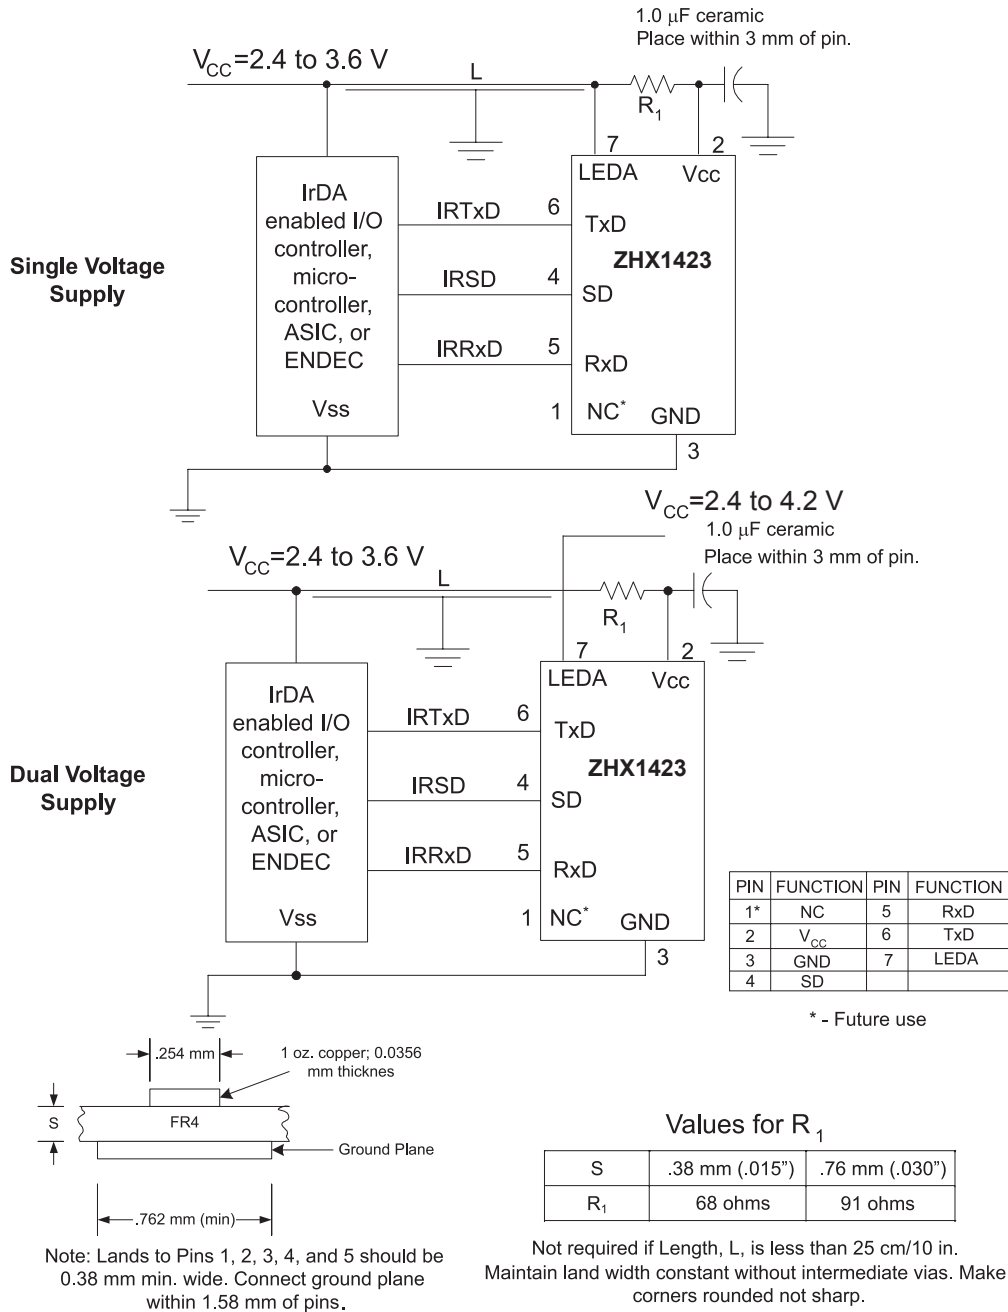 1.0 μF ceramic
Place within 3 mm of pin.
VCC=2.4 to 3.6 V
L
R1
7
2
LEDA
Vcc
IrDA
enabled I/O
controller,
micro-
controller,
ASIC, or
ENDEC
Vss
IRTxD
6
TxD
ZHX1423
IRSD
4
SD
IRRxD
5
RxD
1
NC*
GND
3
Single Voltage
Supply
VCC=2.4 to 4.2 V
1.0 μF ceramic
Place within 3 mm of pin.
VCC=2.4 to 3.6 V
L
R1
7
2
LEDA
Vcc
IrDA
enabled I/O
controller,
micro-
controller,
ASIC, or
ENDEC
Vss
IRTxD
6
TxD
ZHX1423
IRSD
4
SD
IRRxD
5
RxD
1
NC*
GND
3
Dual Voltage
Supply
PIN FUNCTION PIN FUNCTION
1* NC 5 RxD
2 VCC 6 TxD
3 GND 7 LEDA
4 SD
* - Future use
.254 mm
1 oz. copper; 0.0356
mm thicknes
S
FR4
Ground Plane
.762 mm (min)
Note: Lands to Pins 1, 2, 3, 4, and 5 should be
0.38 mm min. wide. Connect ground plane
within 1.58 mm of pins.
Values for R1
S .38 mm (.015”) .76 mm (.030”)
R1 68 ohms 91 ohms
Not required if Length, L, is less than 25 cm/10 in.
Maintain land width constant without intermediate vias. Make
corners rounded not sharp.